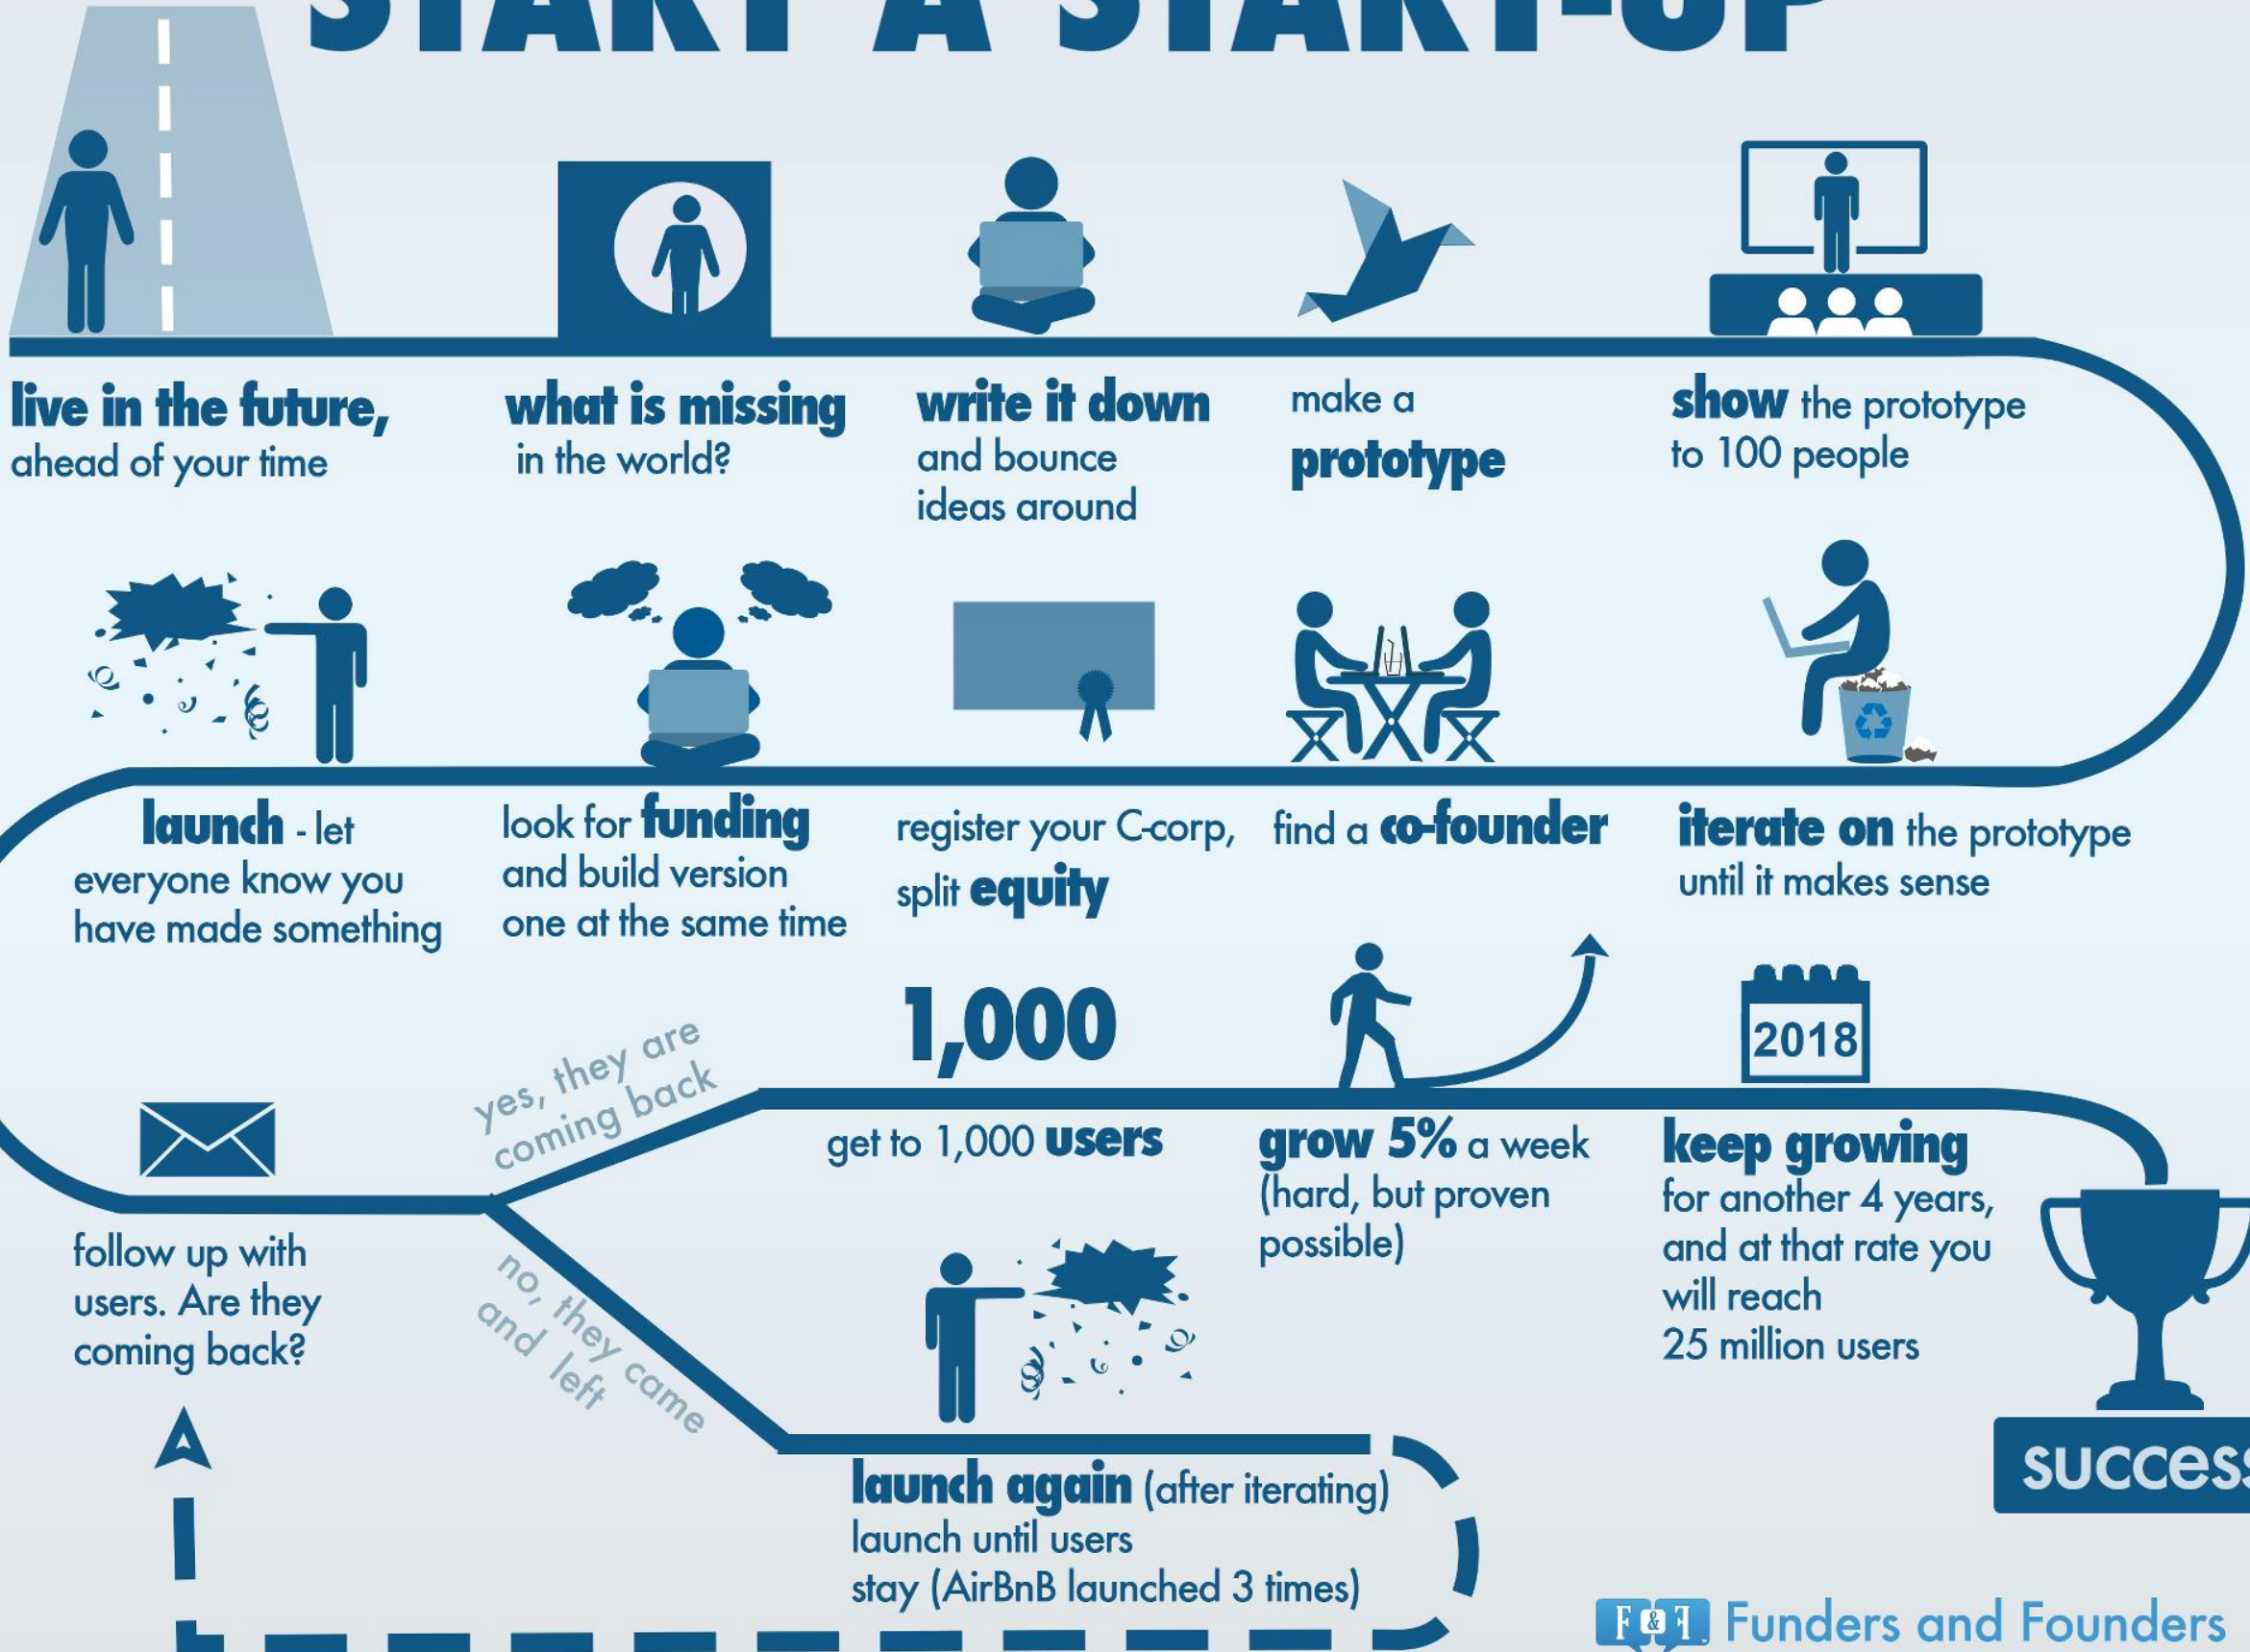 START A START-UP
live in the future,
ahead of your time
what is missing
in the world?
write it down
and bounce
ideas around
make a
prototype
show the prototype
to 100 people
launch - let
everyone know you
have made something
look for funding
and build version
one at the same time
register your C-corp,
split equity
find a co-founder
iterate on the prototype
until it makes sense
follow up with
users. Are they
coming back?
yes, they are
coming back
no, they came
and left
1,000
get to 1,000 users
grow 5% a week
(hard, but proven
possible)
2018
keep growing
for another 4 years,
and at that rate you
will reach
25 million users
launch again (after iterating)
launch until users
stay (AirBnB launched 3 times)
success
F&F Funders and Founders